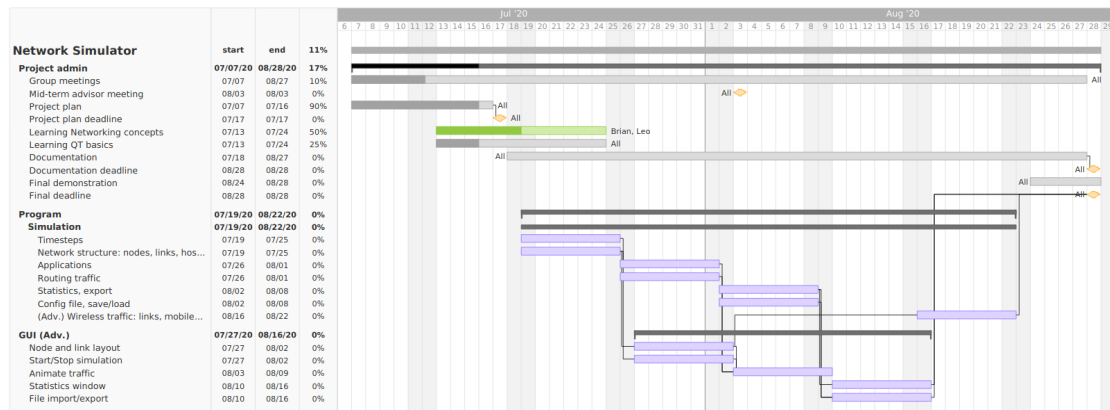 Jul '20 Aug '20
6 7 8 9 10 11 12 13 14 15 16 17 18 19 20 21 22 23 24 25 26 27 28 29 30 31 1 2 3 4 5 6 7 8 9 10 11 12 13 14 15 16 17 18 19 20 21 22 23 24 25 26 27 28 29
Network Simulator start end 11%
Project admin 07/07/20 08/28/20 17%
Group meetings 07/07 08/27 10% All
Mid-term advisor meeting 08/03 08/03 0% All
Project plan 07/07 07/16 90% All
Project plan deadline 07/17 07/17 0% All
Learning Networking concepts 07/13 07/24 50% Brian, Leo
Learning QT basics 07/13 07/24 25% All
Documentation 07/18 08/27 0% All
Documentation deadline 08/28 08/28 0% All
Final demonstration 08/24 08/28 0% All
Final deadline 08/28 08/28 0% All
Program 07/19/20 08/22/20 0%
Simulation 07/19/20 08/22/20 0%
Timesteps 07/19 07/25 0%
Network structure: nodes, links, hos... 07/19 07/25 0%
Applications 07/26 08/01 0%
Routing traffic 07/26 08/01 0%
Statistics, export 08/02 08/08 0%
Config file, save/load 08/02 08/08 0%
(Adv.) Wireless traffic: links, mobile... 08/16 08/22 0%
GUI (Adv.) 07/27/20 08/16/20 0%
Node and link layout 07/27 08/02 0%
Start/Stop simulation 07/27 08/02 0%
Animate traffic 08/03 08/09 0%
Statistics window 08/10 08/16 0%
File import/export 08/10 08/16 0%